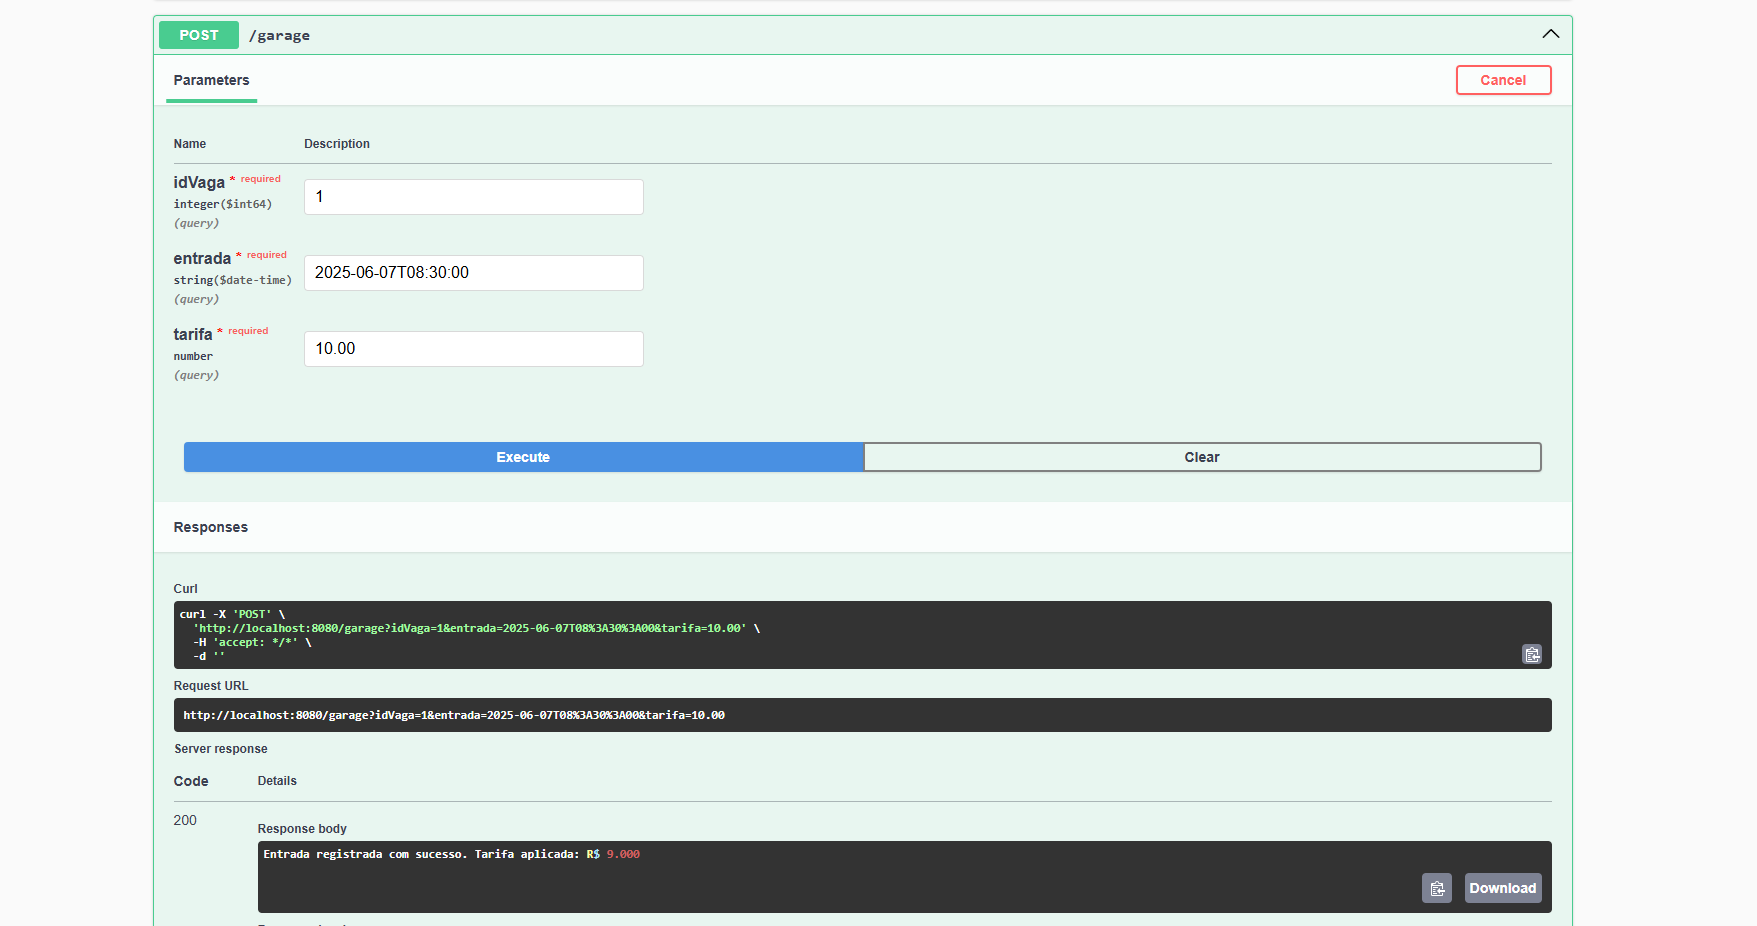 POST /garage
Parameters
Cancel
Name Description
idVaga * required
integer($int64)
(query)
1
entrada * required
string($date-time)
(query)
2025-06-07T08:30:00
tarifa * required
number
(query)
10.00
Execute Clear
Responses
Curl
curl -X 'POST' \
'http://localhost:8080/garage?idVaga=1&entrada=2025-06-07T08%3A30%3A00&tarifa=10.00' \
-H 'accept: */*' \
-d ''
Request URL
http://localhost:8080/garage?idVaga=1&entrada=2025-06-07T08%3A30%3A00&tarifa=10.00
Server response
Code Details
200
Response body
Entrada registrada com sucesso. Tarifa aplicada: R$ 9.000
Download